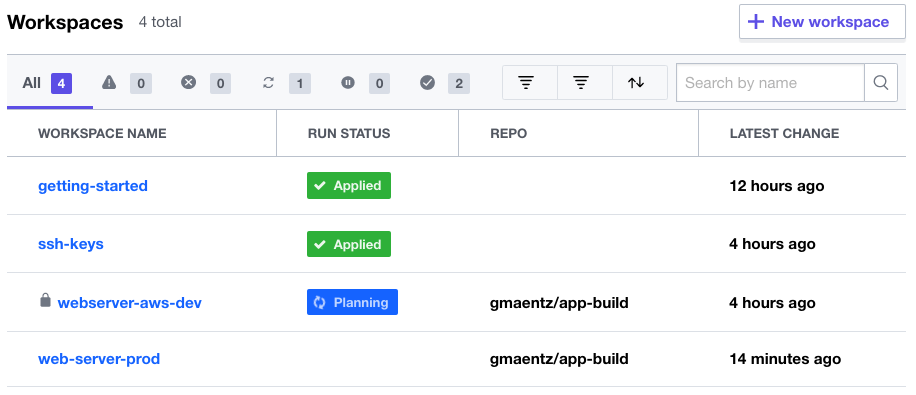 Workspaces 4 total
New workspace
All 4 0 0 1 0 2 Search by name
WORKSPACE NAME RUN STATUS REPO LATEST CHANGE
getting-started Applied 12 hours ago
ssh-keys Applied 4 hours ago
webserver-aws-dev Planning gmaentz/app-build 4 hours ago
web-server-prod gmaentz/app-build 14 minutes ago